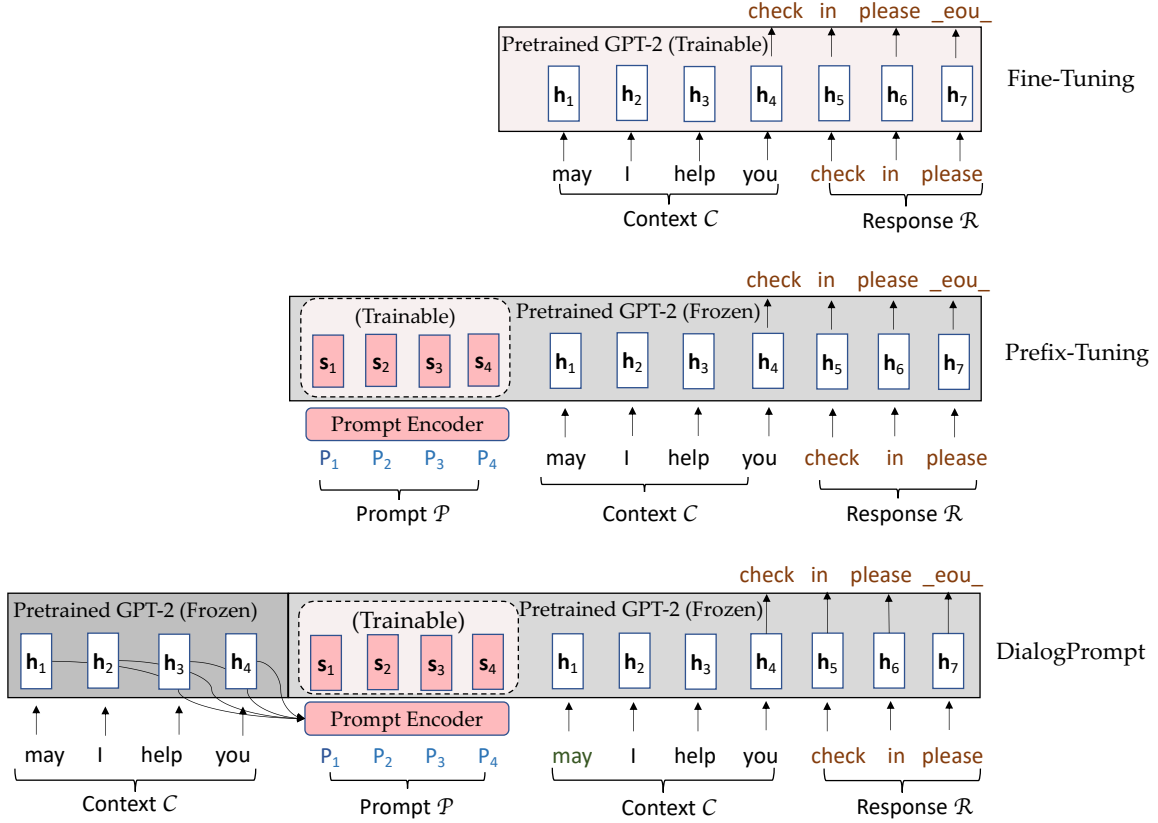 check in please _eou_
Pretrained GPT-2 (Trainable)
h1 h2 h3 h4 h5 h6 h7
Fine-Tuning
may I help you check in please
Context C Response R
check in please _eou_
(Trainable) Pretrained GPT-2 (Frozen)
s1 s2 s3 s4 h1 h2 h3 h4 h5 h6 h7
Prefix-Tuning
Prompt Encoder
P1 P2 P3 P4 may I help you check in please
Prompt P Context C Response R
check in please _eou_
Pretrained GPT-2 (Frozen) (Trainable) Pretrained GPT-2 (Frozen)
h1 h2 h3 h4 s1 s2 s3 s4 h1 h2 h3 h4 h5 h6 h7
DialogPrompt
Prompt Encoder
may I help you P1 P2 P3 P4 may I help you check in please
Context C Prompt P Context C Response R